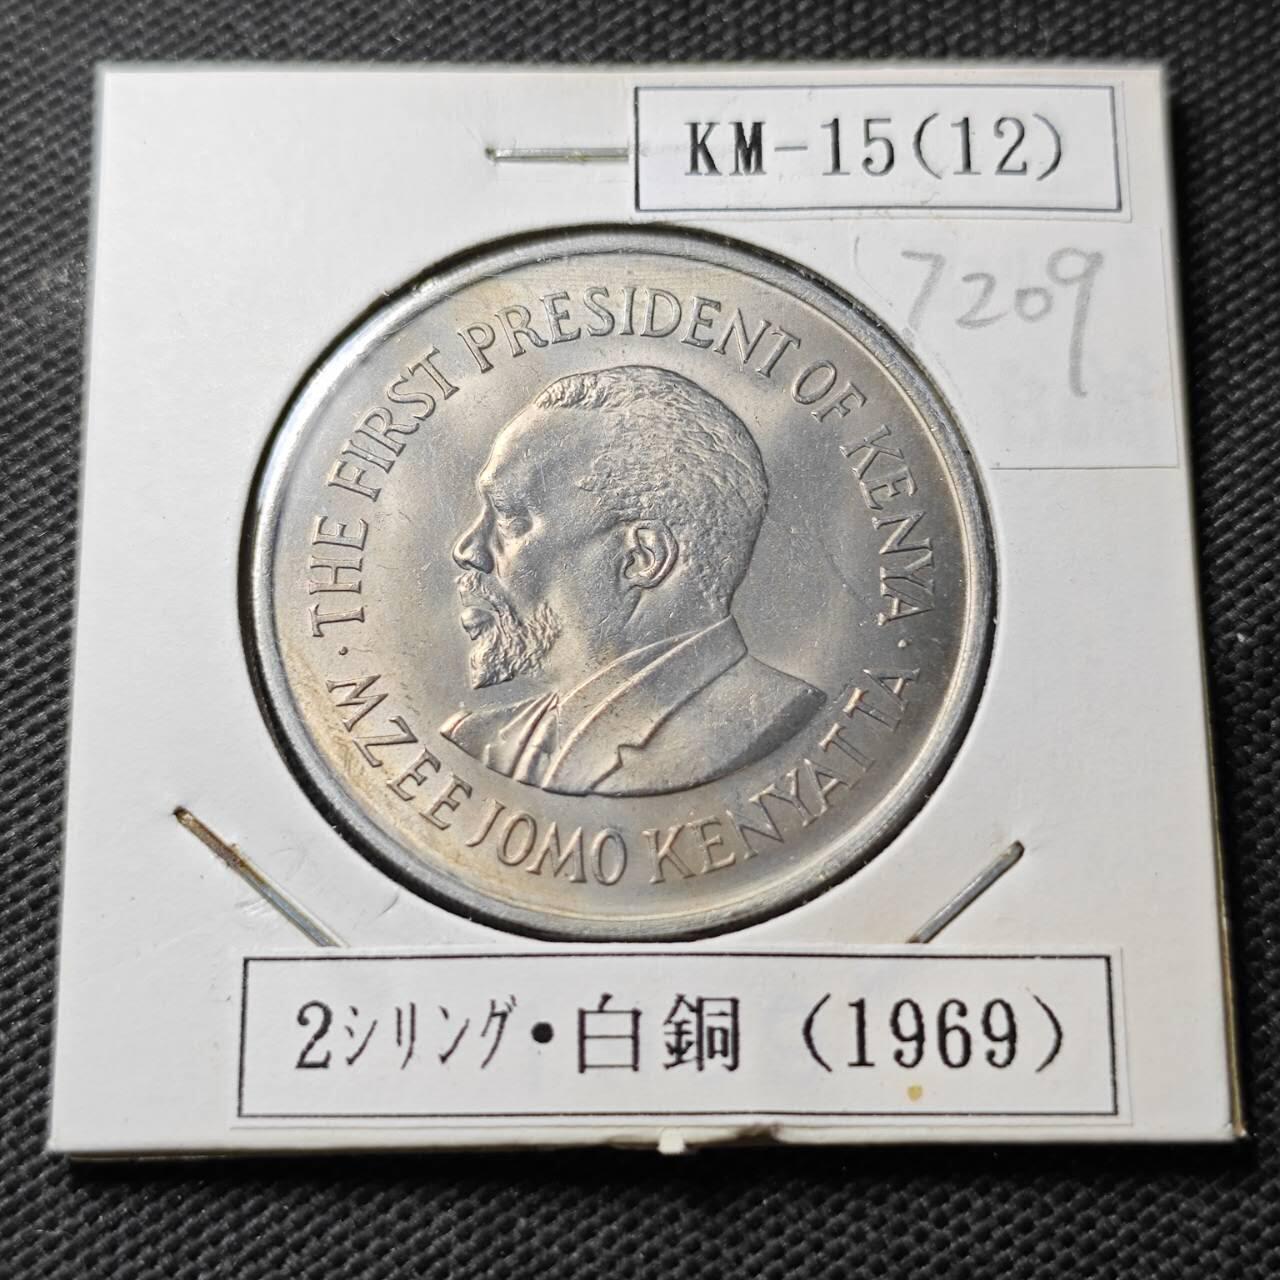 KM-15(12)
7209
THE FIRST PRESIDENT OF KENYA ·
· MZEE JOMO KENYATTA
2シリング・白銅 (1969)